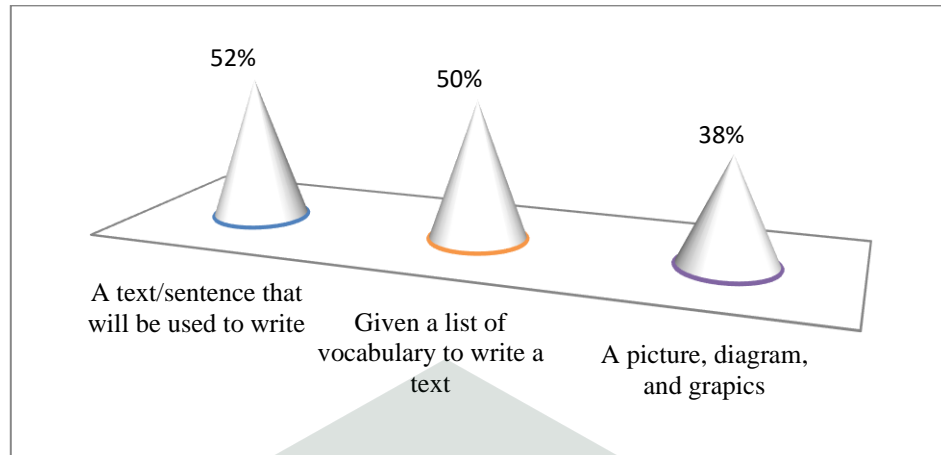 52%
50%
38%
A text/sentence that
will be used to write
Given a list of
vocabulary to write a
text
A picture, diagram,
and grapics